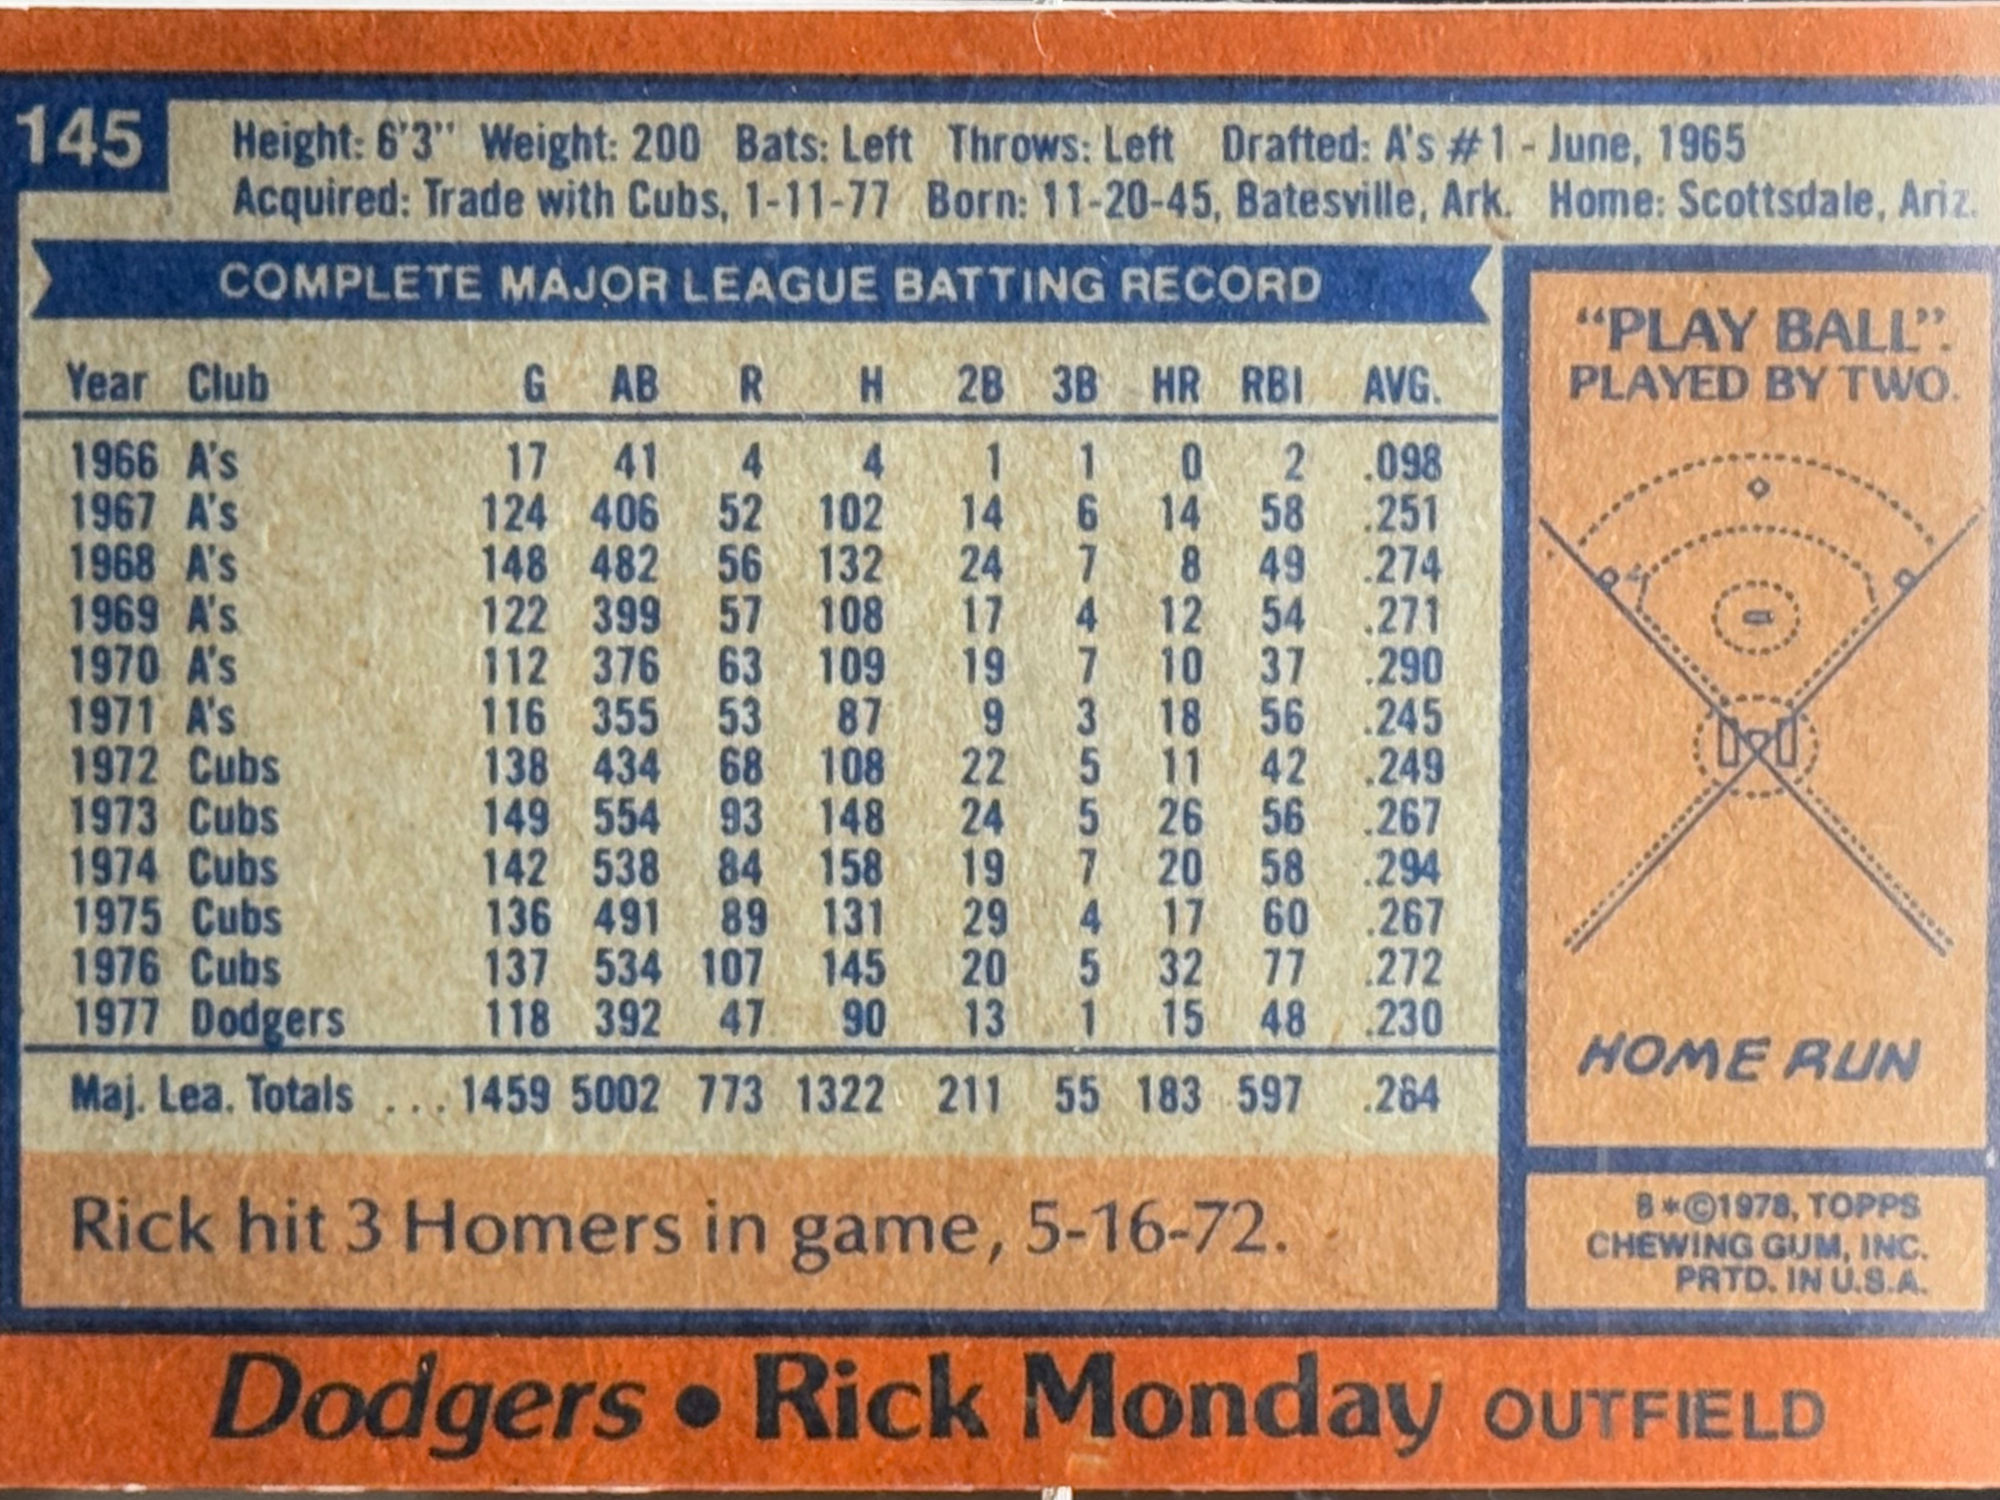 145
Height: 6'3" Weight: 200 Bats: Left Throws: Left Drafted: A's #1 - June, 1965
Acquired: Trade with Cubs, 1-11-77 Born: 11-20-45, Batesville, Ark. Home: Scottsdale, Ariz.
COMPLETE MAJOR LEAGUE BATTING RECORD
Year Club G AB R H 2B 3B HR RBI AVG.
1966 A's 17 41 4 4 1 1 0 2 .098
1967 A's 124 406 52 102 14 6 14 58 .251
1968 A's 148 482 56 132 24 7 8 49 .274
1969 A's 122 399 57 108 17 4 12 54 .271
1970 A's 112 376 63 109 19 7 10 37 .290
1971 A's 116 355 53 87 9 3 18 56 .245
1972 Cubs 138 434 68 108 22 5 11 42 .249
1973 Cubs 149 554 93 148 24 5 26 56 .267
1974 Cubs 142 538 84 158 19 7 20 58 .294
1975 Cubs 136 491 89 131 29 4 17 60 .267
1976 Cubs 137 534 107 145 20 5 32 77 .272
1977 Dodgers 118 392 47 90 13 1 15 48 .230
Maj. Lea. Totals ... 1459 5002 773 1322 211 55 183 597 .264
Rick hit 3 Homers in game, 5-16-72.
"PLAY BALL".
PLAYED BY TWO.
HOME RUN
B*©1978, TOPPS
CHEWING GUM, INC.
PRTD. IN U.S.A.
Dodgers • Rick Monday OUTFIELD